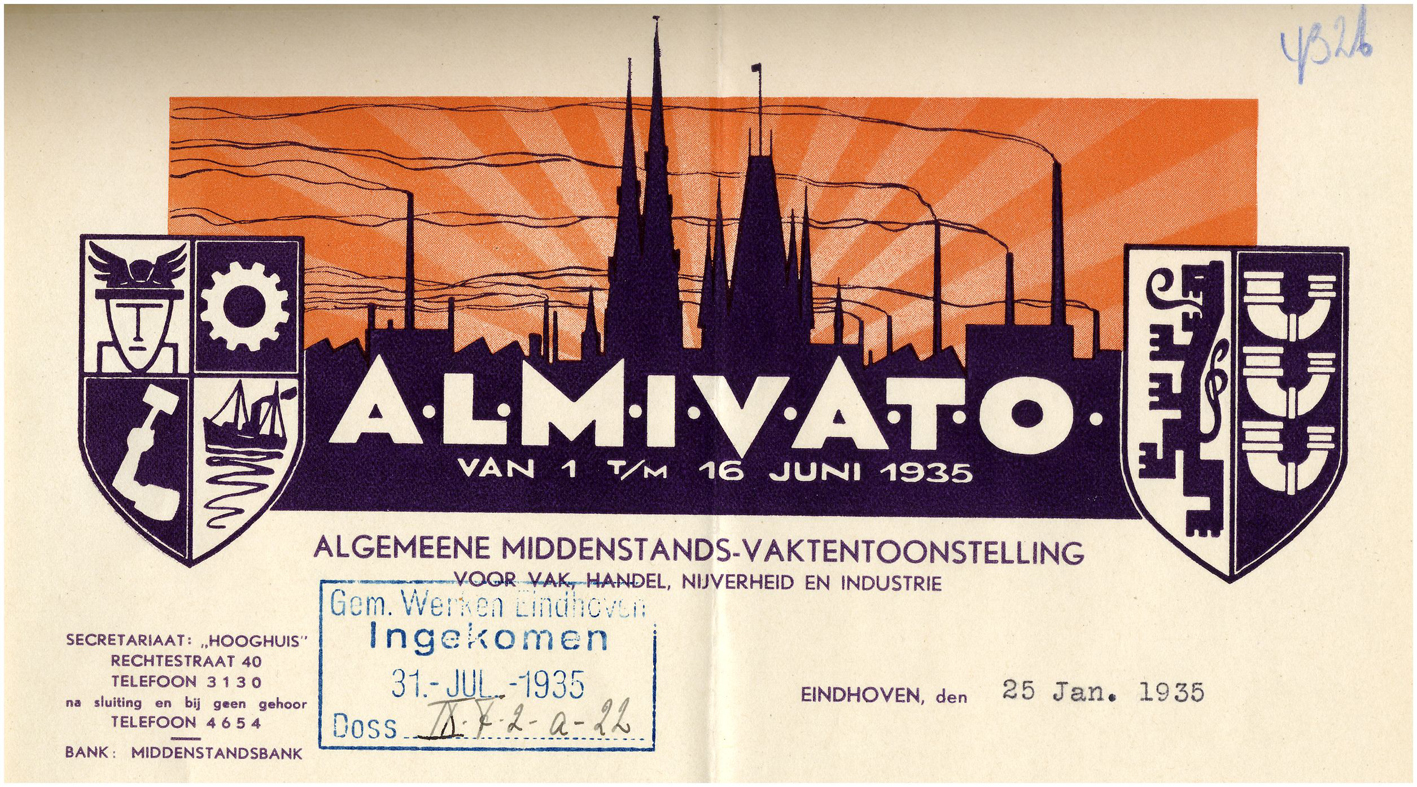 4326
A·L·M·I·V·A·T·O·
VAN 1 T/M 16 JUNI 1935
ALGEMEENE MIDDENSTANDS-VAKTENTOONSTELLING
VOOR VAK, HANDEL, NIJVERHEID EN INDUSTRIE
Gem. Werken Eindhoven
Ingekomen
31.-JUL.-1935
Doss IX-X-2-a-22
SECRETARIAAT: „HOOGHUIS"
RECHTESTRAAT 40
TELEFOON 3130
na sluiting en bij geen gehoor
TELEFOON 4654
BANK: MIDDENSTANDSBANK
EINDHOVEN, den 25 Jan. 1935